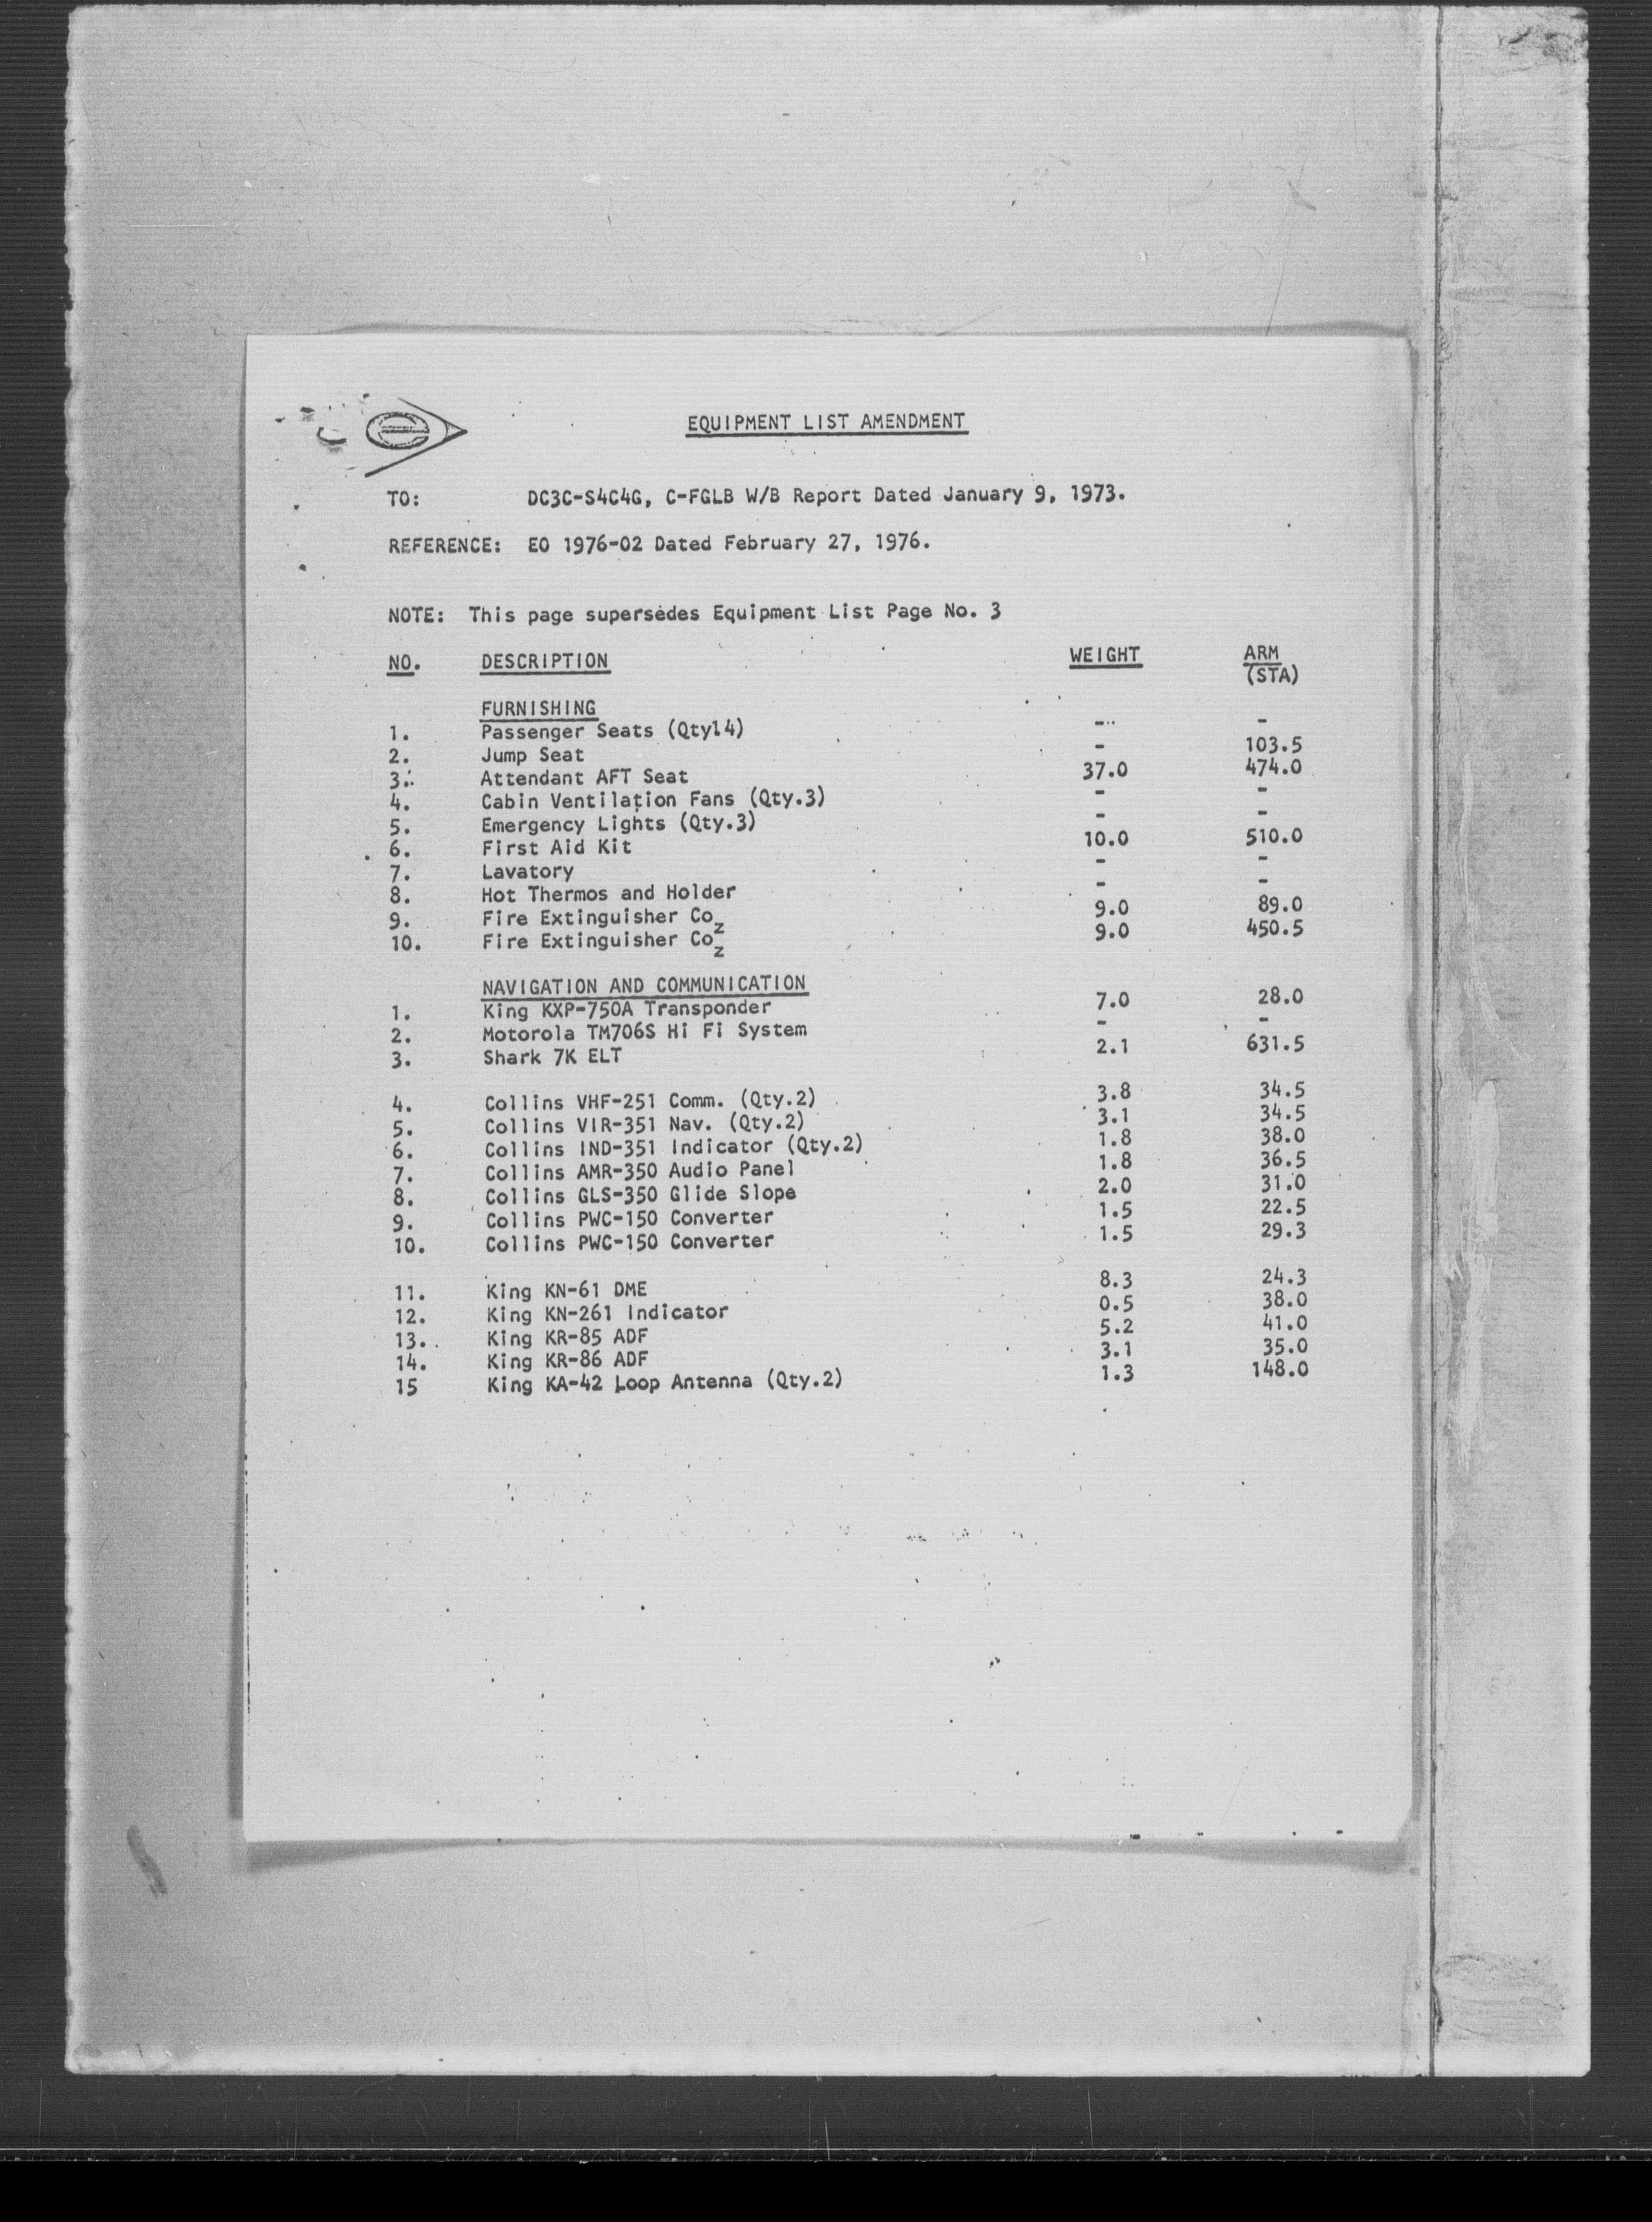 EQUIPMENT LIST AMENDMENT
TO: DC3C-S4C4G, C-FGLB W/B Report Dated January 9, 1973.
REFERENCE: EO 1976-02 Dated February 27, 1976.
NOTE: This page supersedes Equipment List Page No. 3
NO. DESCRIPTION WEIGHT ARM
(STA)
FURNISHING
1. Passenger Seats (Qty14) - -
2. Jump Seat - 103.5
3. Attendant AFT Seat 37.0 474.0
4. Cabin Ventilation Fans (Qty.3) - -
5. Emergency Lights (Qty.3) - -
6. First Aid Kit 10.0 510.0
7. Lavatory - -
8. Hot Thermos and Holder - -
9. Fire Extinguisher Coz 9.0 89.0
10. Fire Extinguisher Coz 9.0 450.5
NAVIGATION AND COMMUNICATION
1. King KXP-750A Transponder 7.0 28.0
2. Motorola TM706S Hi Fi System - -
3. Shark 7K ELT 2.1 631.5
4. Collins VHF-251 Comm. (Qty.2) 3.8 34.5
5. Collins VIR-351 Nav. (Qty.2) 3.1 34.5
6. Collins IND-351 Indicator (Qty.2) 1.8 38.0
7. Collins AMR-350 Audio Panel 1.8 36.5
8. Collins GLS-350 Glide Slope 2.0 31.0
9. Collins PWC-150 Converter 1.5 22.5
10. Collins PWC-150 Converter 1.5 29.3
11. King KN-61 DME 8.3 24.3
12. King KN-261 Indicator 0.5 38.0
13. King KR-85 ADF 5.2 41.0
14. King KR-86 ADF 3.1 35.0
15 King KA-42 Loop Antenna (Qty.2) 1.3 148.0